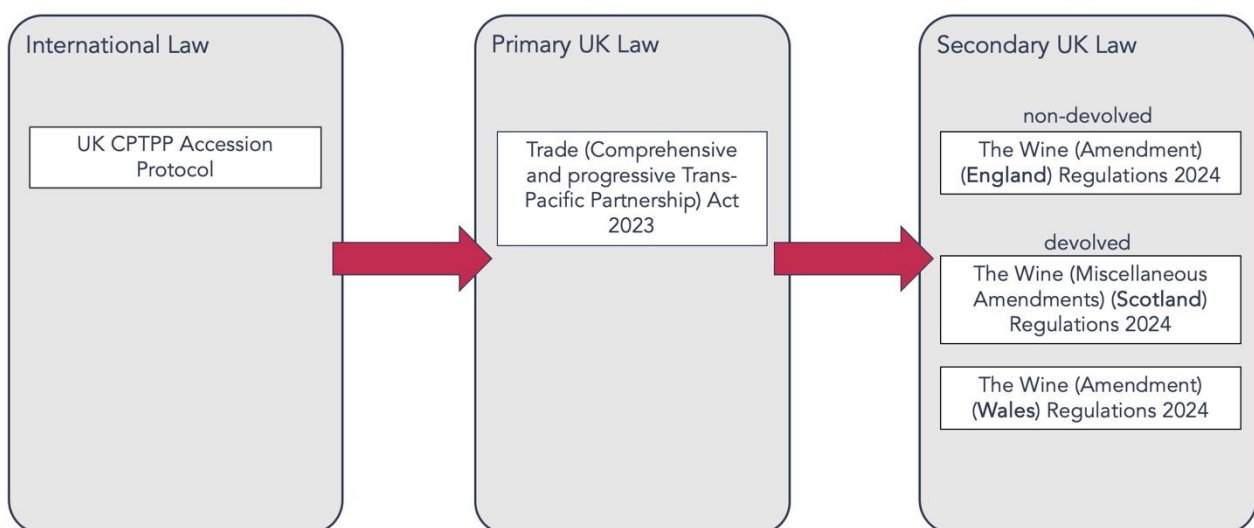 International Law
UK CPTPP Accession
Protocol
Primary UK Law
Trade (Comprehensive
and progressive Trans-
Pacific Partnership) Act
2023
Secondary UK Law
non-devolved
The Wine (Amendment)
(England) Regulations 2024
devolved
The Wine (Miscellaneous
Amendments) (Scotland)
Regulations 2024
The Wine (Amendment)
(Wales) Regulations 2024